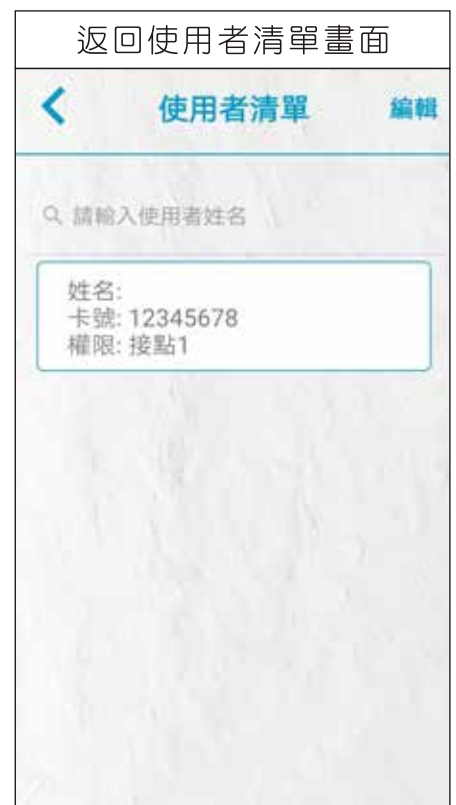 返回使用者清單畫面
使用者清單 編輯
請輸入使用者姓名
姓名:
卡號: 12345678
權限: 接點1